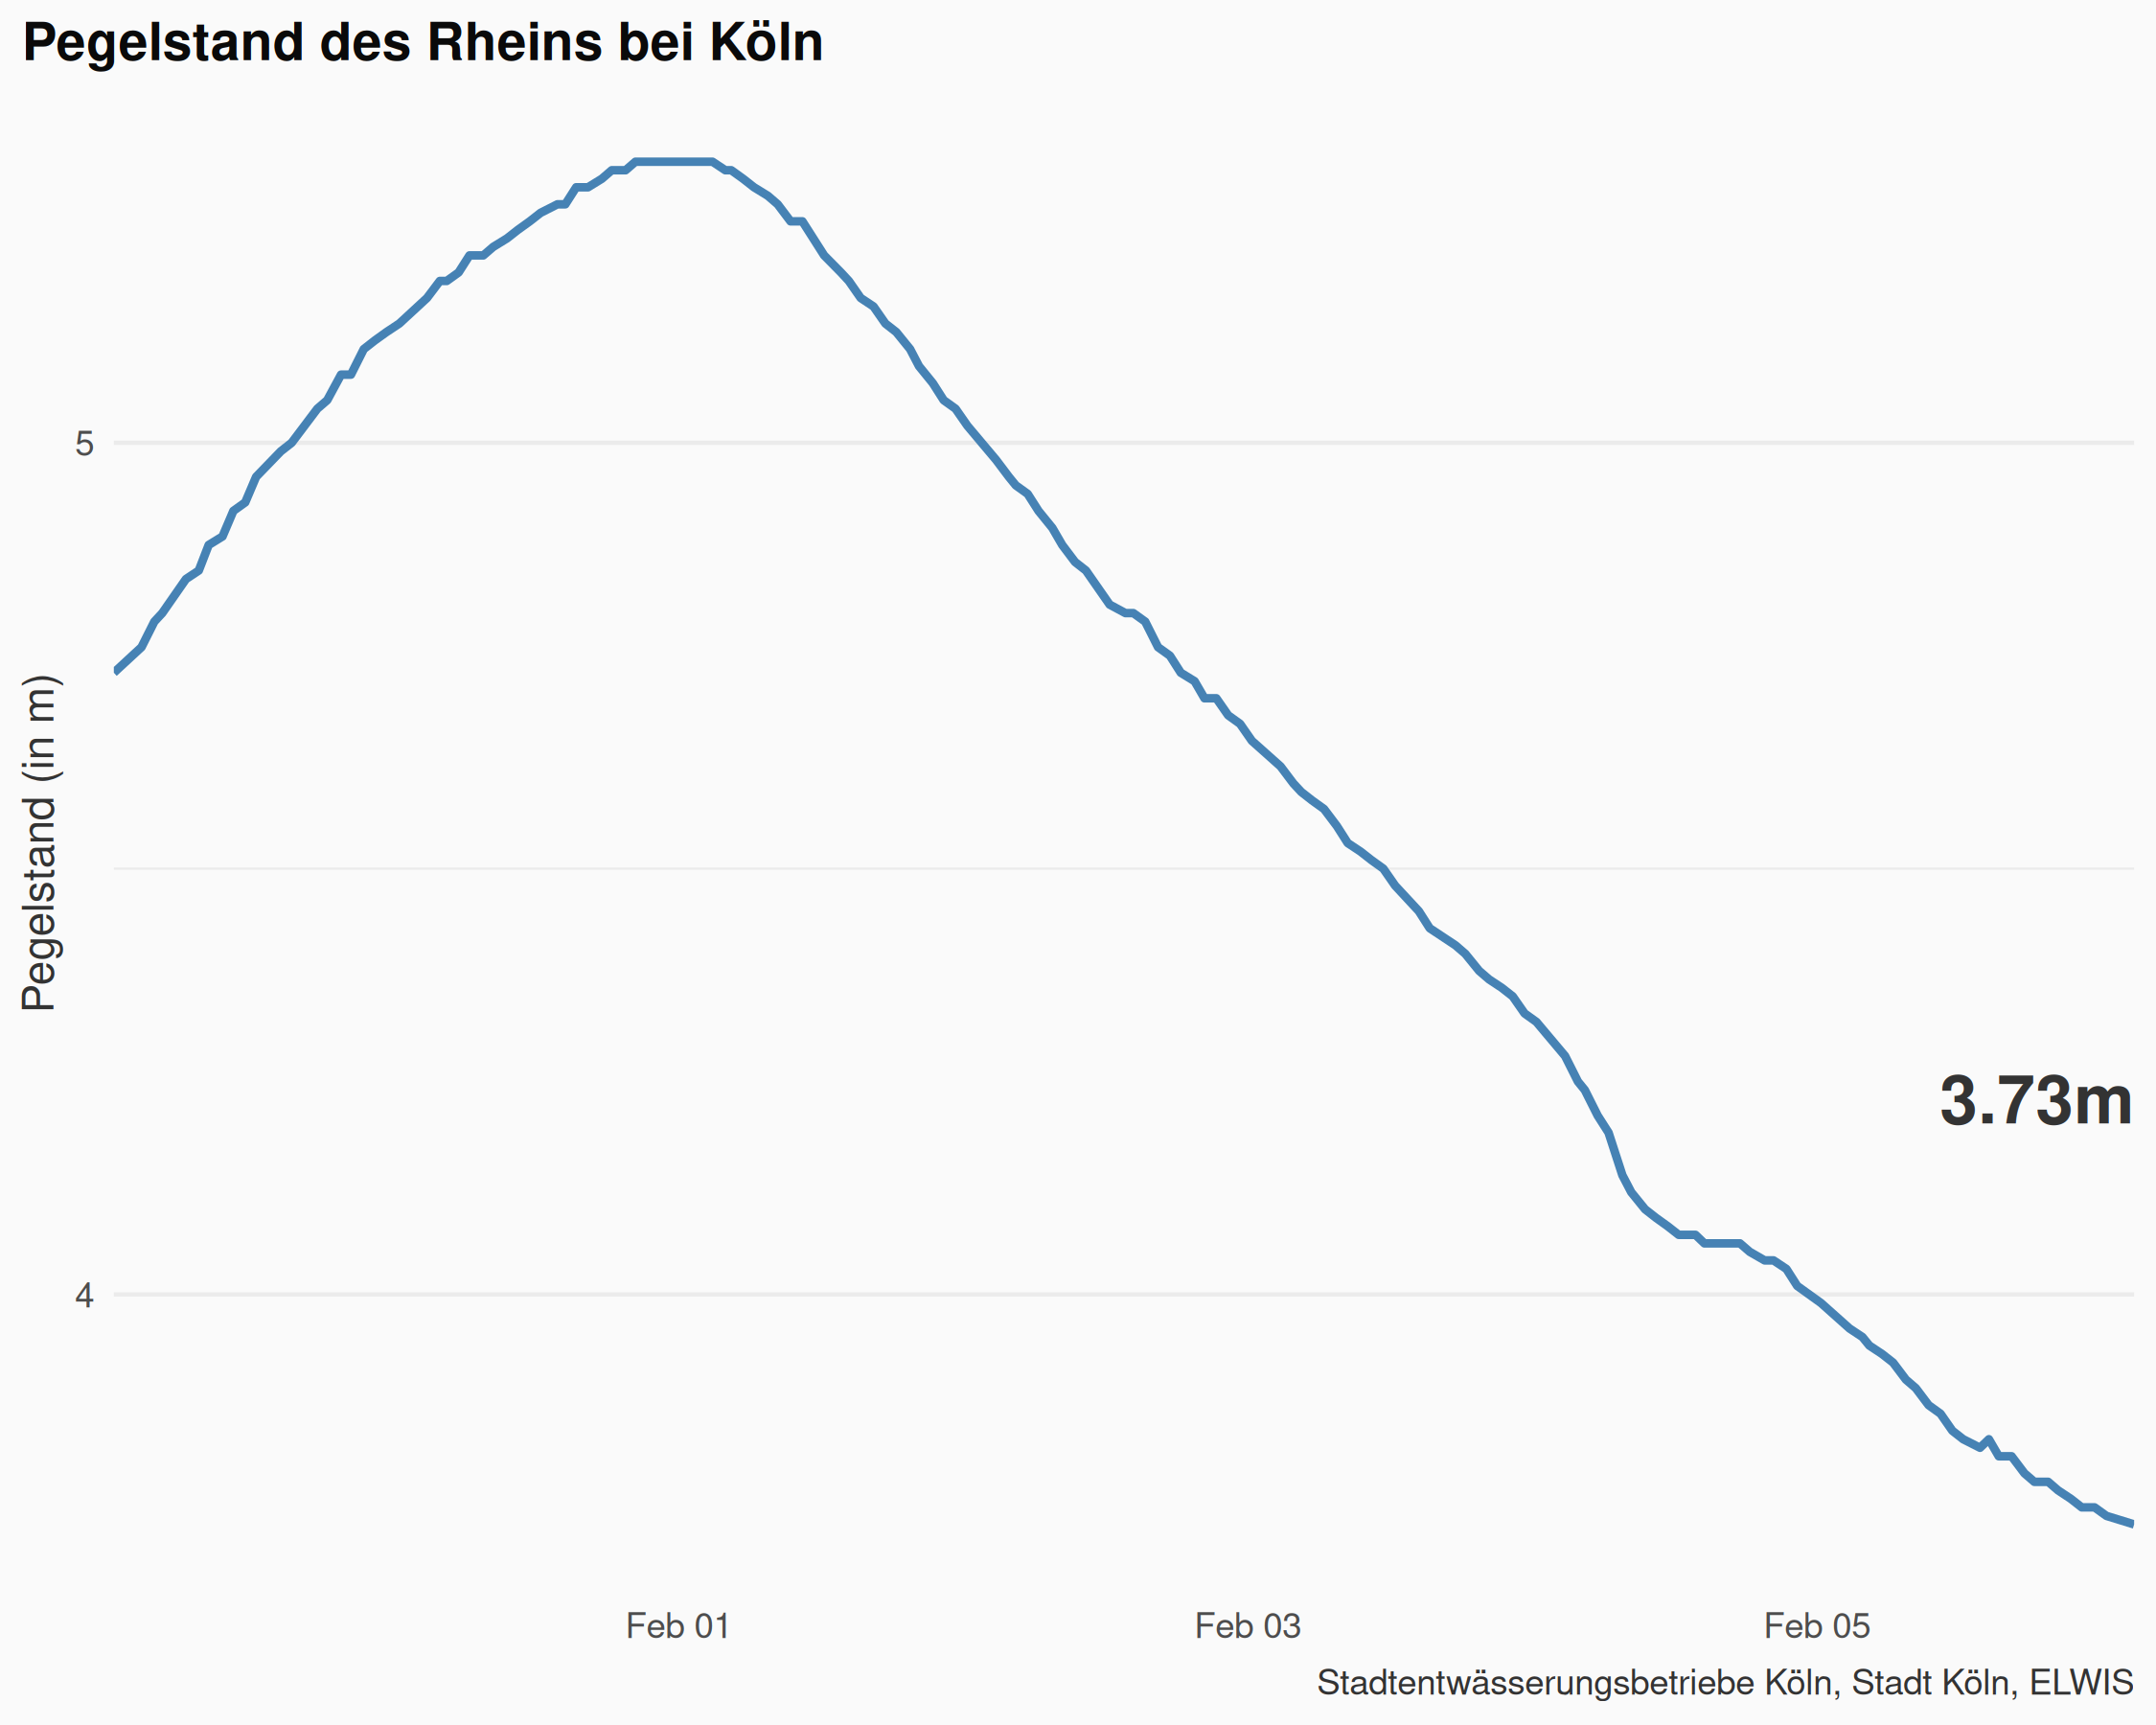 Pegelstand des Rheins bei Köln
Pegelstand (in m)
5
4
3.73m
Feb 01
Feb 03
Feb 05
Stadtentwässerungsbetriebe Köln, Stadt Köln, ELWIS